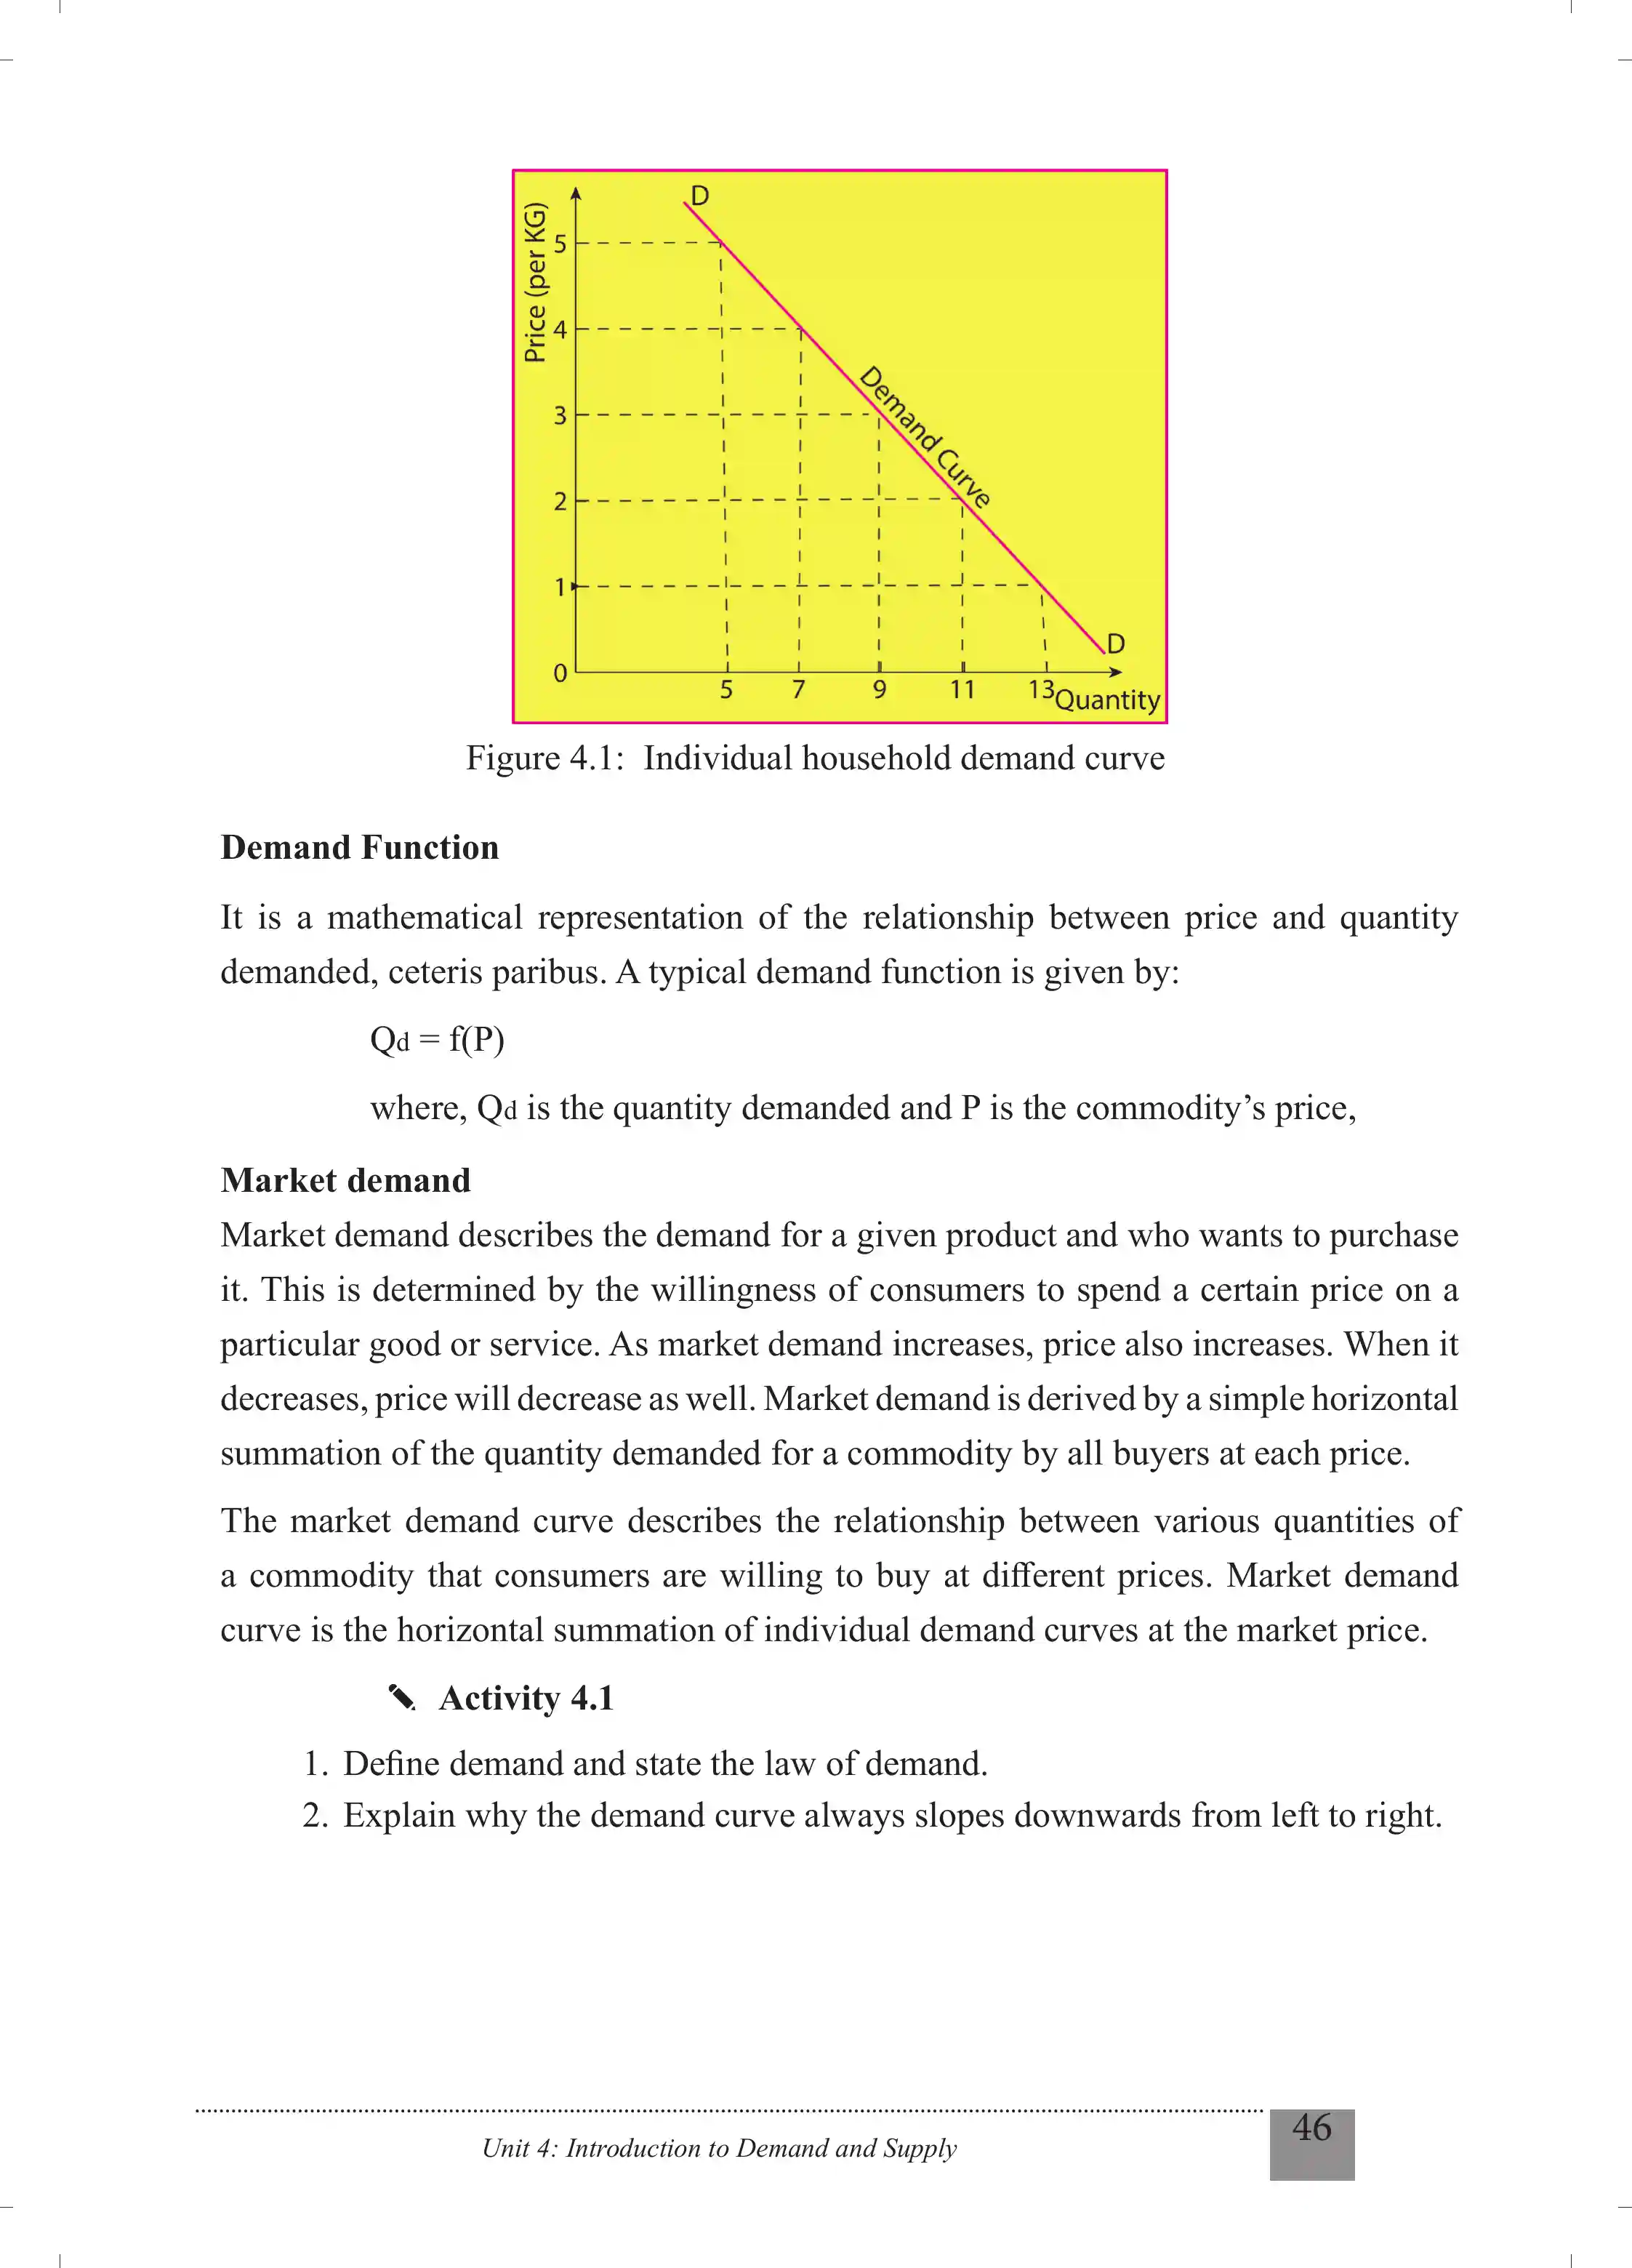 D
Price (per KG)
5
4
3
2
1
0
Demand Curve
D
5 7 9 11 13
Quantity
Figure 4.1: Individual household demand curve
Demand Function
It is a mathematical representation of the relationship between price and quantity
demanded, ceteris paribus. A typical demand function is given by:
Qd = f(P)
where, Qd is the quantity demanded and P is the commodity’s price,
Market demand
Market demand describes the demand for a given product and who wants to purchase
it. This is determined by the willingness of consumers to spend a certain price on a
particular good or service. As market demand increases, price also increases. When it
decreases, price will decrease as well. Market demand is derived by a simple horizontal
summation of the quantity demanded for a commodity by all buyers at each price.
The market demand curve describes the relationship between various quantities of
a commodity that consumers are willing to buy at different prices. Market demand
curve is the horizontal summation of individual demand curves at the market price.
✎ Activity 4.1
1. Define demand and state the law of demand.
2. Explain why the demand curve always slopes downwards from left to right.
Unit 4: Introduction to Demand and Supply
46